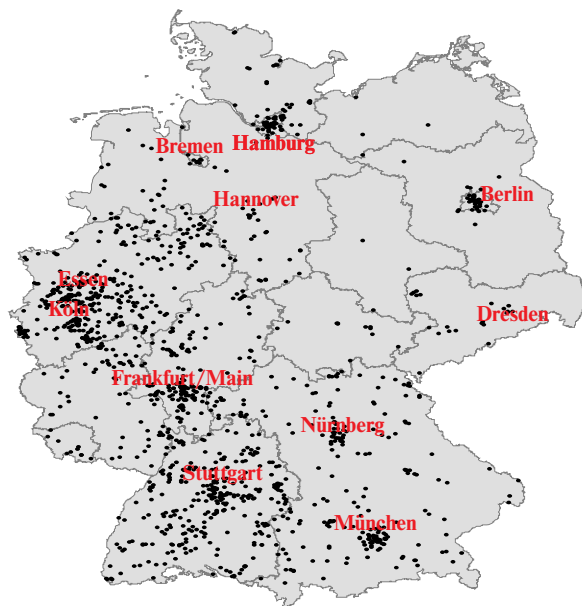 Hamburg
Bremen
Berlin
Hannover
Essen
Köln
Dresden
Frankfurt/Main
Nürnberg
Stuttgart
München